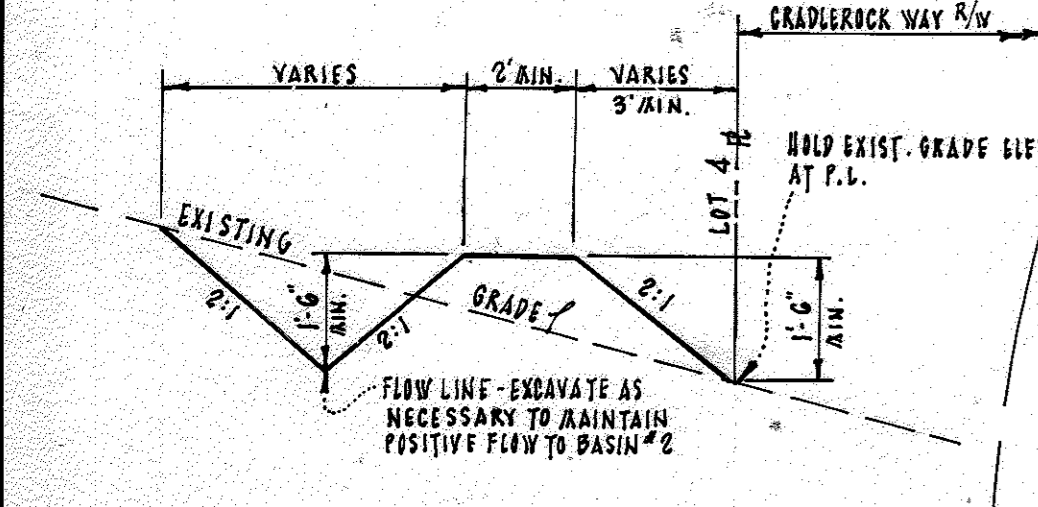 CRADLEROCK WAY R/W
VARIES
2' MIN.
VARIES
3' MIN.
LOT 4 PL
HOLD EXIST. GRADE ELE
AT P.L.
EXISTING
GRADE
2:1
1'-6"
MIN.
2:1
2:1
1'-6"
MIN.
FLOW LINE - EXCAVATE AS
NECESSARY TO MAINTAIN
POSITIVE FLOW TO BASIN #2